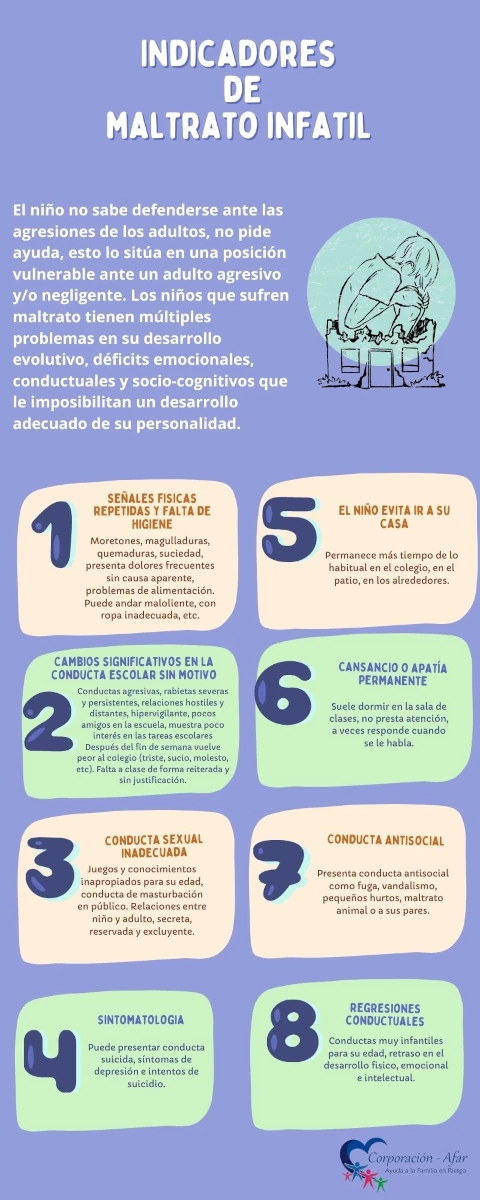 INDICADORES
DE
MALTRATO INFATIL
El niño no sabe defenderse ante las
agresiones de los adultos, no pide
ayuda, esto lo sitúa en una posición
vulnerable ante un adulto agresivo
y/o negligente. Los niños que sufren
maltrato tienen múltiples
problemas en su desarrollo
evolutivo, déficits emocionales,
conductuales y socio-cognitivos que
le imposibilitan un desarrollo
adecuado de su personalidad.
1
SEÑALES FISICAS
REPETIDAS Y FALTA DE
HIGIENE
Moretones, magulladuras,
quemaduras, suciedad,
presenta dolores frecuentes
sin causa aparente,
problemas de alimentación.
Puede andar maloliente, con
ropa inadecuada, etc.
2
CAMBIOS SIGNIFICATIVOS EN LA
CONDUCTA ESCOLAR SIN MOTIVO
Conductas agresivas, rabietas severas
y persistentes, relaciones hostiles y
distantes, hipervigilante, pocos
amigos en la escuela, muestra poco
interés en las tareas escolares
Después del fin de semana vuelve
peor al colegio (triste, sucio, molesto,
etc). Falta a clase de forma reiterada y
sin justificación.
3
CONDUCTA SEXUAL
INADECUADA
Juegos y conocimientos
inapropiados para su edad,
conducta de masturbación
en público. Relaciones entre
niño y adulto, secreta,
reservada y excluyente.
4
SINTOMATOLOGIA
Puede presentar conducta
suicida, síntomas de
depresión e intentos de
suicidio.
5
EL NIÑO EVITA IR A SU
CASA
Permanece más tiempo de lo
habitual en el colegio, en el
patio, en los alrededores.
6
CANSANCIO O APATÍA
PERMANENTE
Suele dormir en la sala de
clases, no presta atención,
a veces responde cuando
se le habla.
7
CONDUCTA ANTISOCIAL
Presenta conducta antisocial
como fuga, vandalismo,
pequeños hurtos, maltrato
animal o a sus pares.
8
REGRESIONES
CONDUCTUALES
Conductas muy infantiles
para su edad, retraso en el
desarrollo fisico, emocional
e intelectual.
Corporación - Afar
Ayuda a la Familia en Riesgo